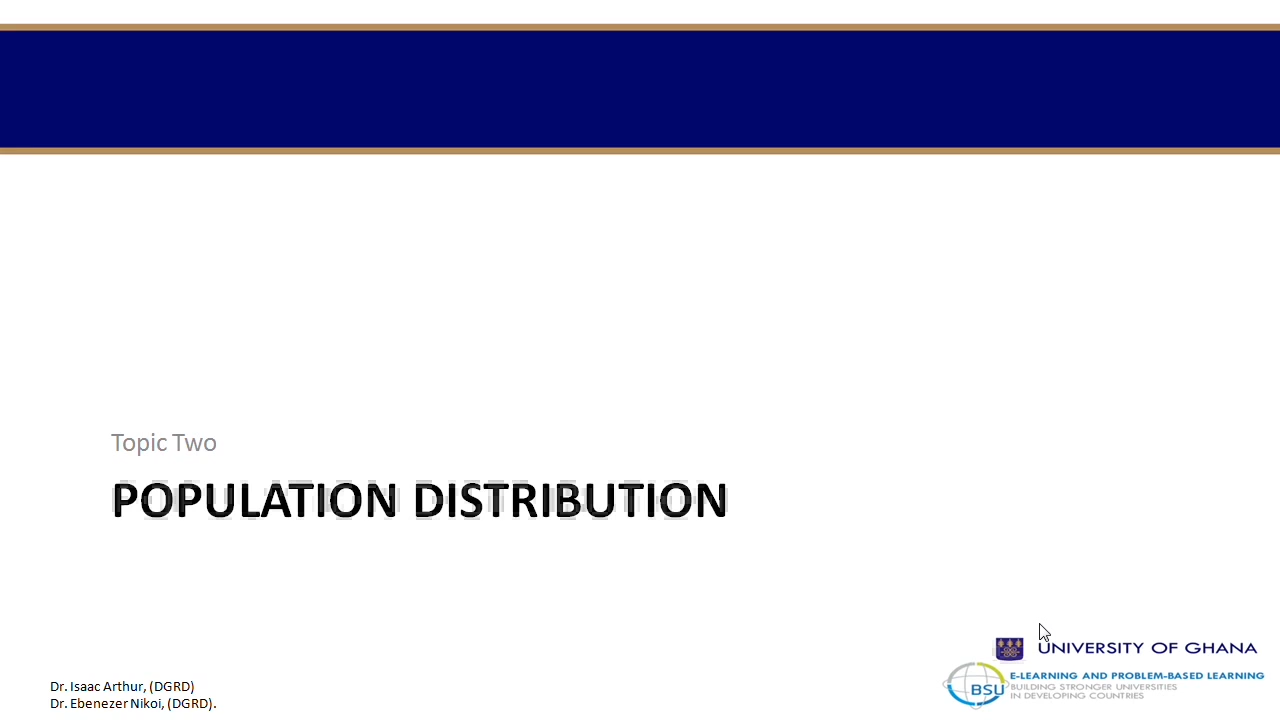 Topic Two
POPULATION DISTRIBUTION
Dr. Isaac Arthur, (DGRD)
Dr. Ebenezer Nikoi, (DGRD).
UNIVERSITY OF GHANA
BSU
E-LEARNING AND PROBLEM-BASED LEARNING
BUILDING STRONGER UNIVERSITIES
IN DEVELOPING COUNTRIES